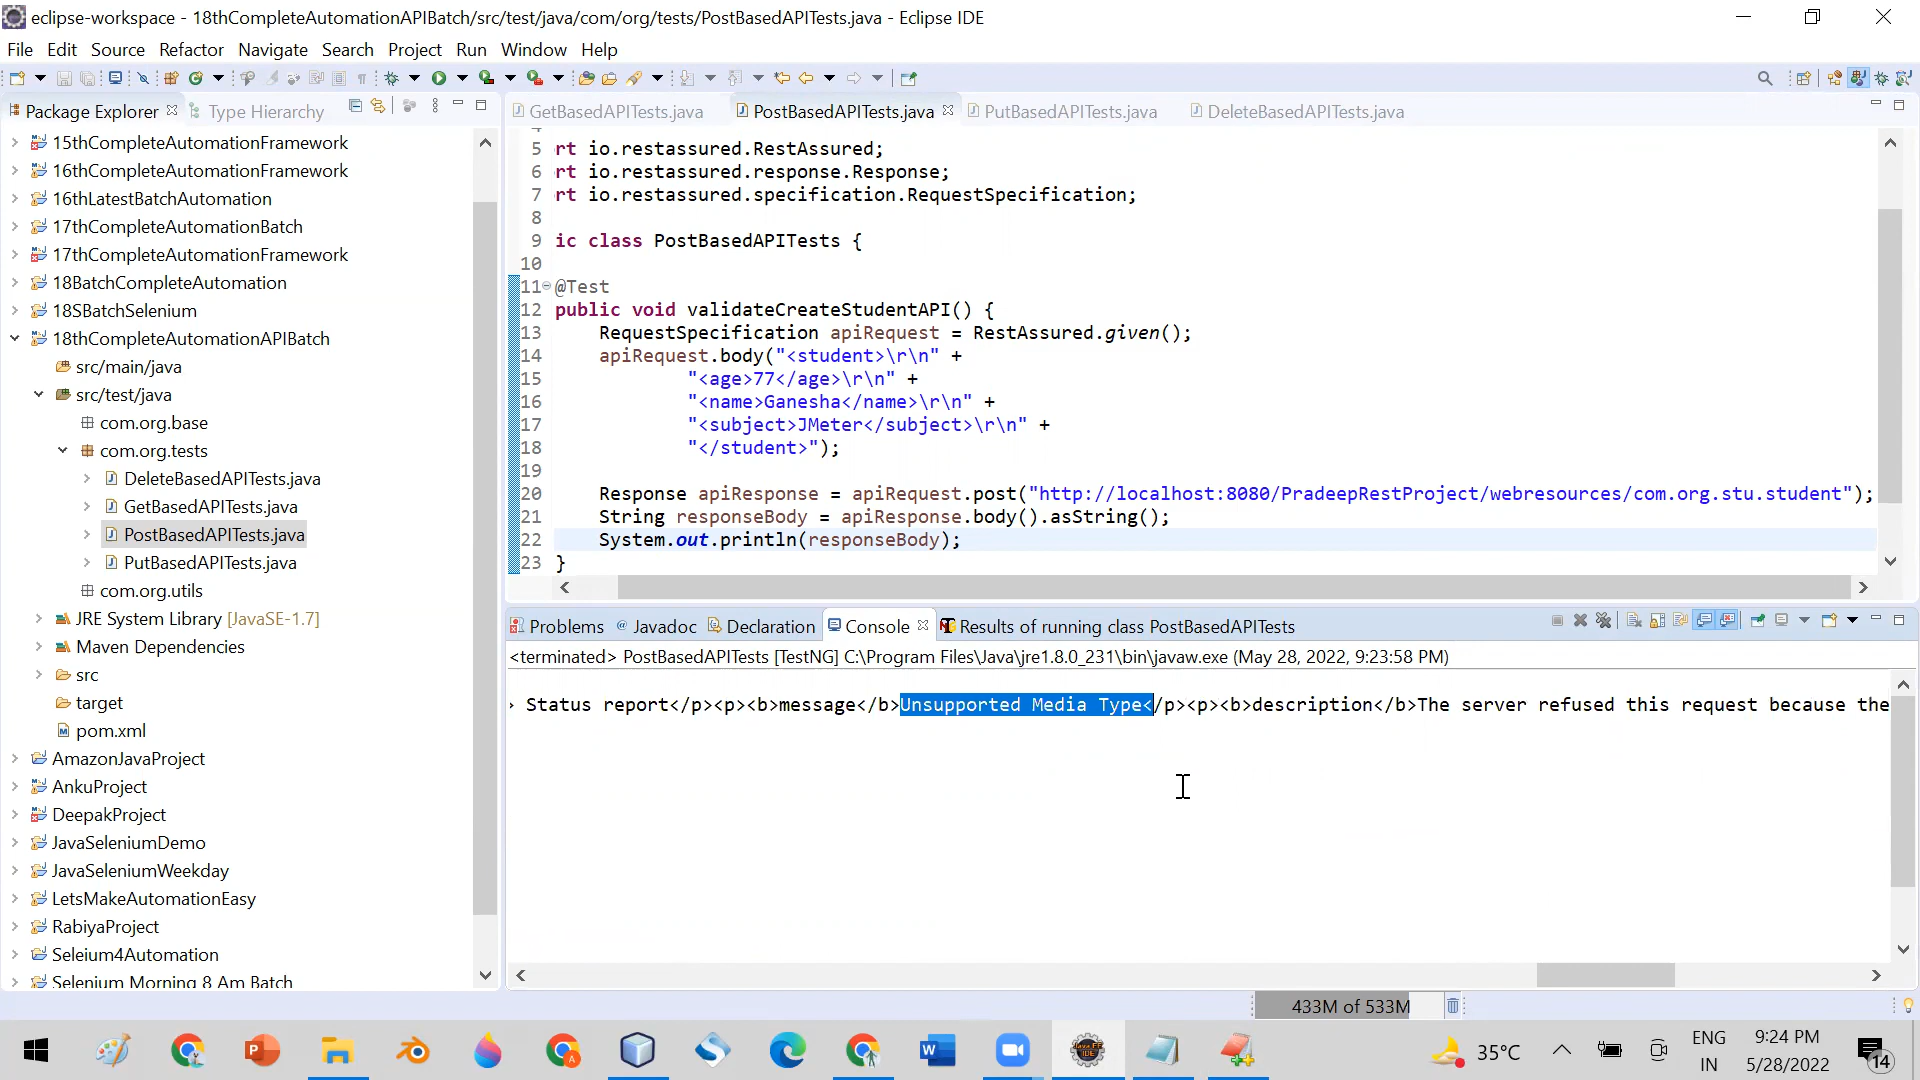 eclipse-workspace - 18thCompleteAutomationAPIBatch/src/test/java/com/org/tests/PostBasedAPITests.java - Eclipse IDE
File Edit Source Refactor Navigate Search Project Run Window Help
Package Explorer Type Hierarchy
15thCompleteAutomationFramework
16thCompleteAutomationFramework
16thLatestBatchAutomation
17thCompleteAutomationBatch
17thCompleteAutomationFramework
18BatchCompleteAutomation
18SBatchSelenium
18thCompleteAutomationAPIBatch
src/main/java
src/test/java
com.org.base
com.org.tests
DeleteBasedAPITests.java
GetBasedAPITests.java
PostBasedAPITests.java
PutBasedAPITests.java
com.org.utils
JRE System Library [JavaSE-1.7]
Maven Dependencies
src
target
pom.xml
AmazonJavaProject
AnkuProject
DeepakProject
JavaSeleniumDemo
JavaSeleniumWeekday
LetsMakeAutomationEasy
RabiyaProject
Seleium4Automation
Selenium Morning 8 Am Batch
GetBasedAPITests.java PostBasedAPITests.java PutBasedAPITests.java DeleteBasedAPITests.java
5 rt io.restassured.RestAssured;
6 rt io.restassured.response.Response;
7 rt io.restassured.specification.RequestSpecification;
8
9 ic class PostBasedAPITests {
10
11 @Test
12 public void validateCreateStudentAPI() {
13 RequestSpecification apiRequest = RestAssured.given();
14 apiRequest.body("<student>\r\n" +
15 "<age>77</age>\r\n" +
16 "<name>Ganesha</name>\r\n" +
17 "<subject>JMeter</subject>\r\n" +
18 "</student>");
19
20 Response apiResponse = apiRequest.post("http://localhost:8080/PradeepRestProject/webresources/com.org.stu.student");
21 String responseBody = apiResponse.body().asString();
22 System.out.println(responseBody);
23 }
Problems @ Javadoc Declaration Console Results of running class PostBasedAPITests
<terminated> PostBasedAPITests [TestNG] C:\Program Files\Java\jre1.8.0_231\bin\javaw.exe (May 28, 2022, 9:23:58 PM)
Status report</p><p><b>message</b>Unsupported Media Type</p><p><b>description</b>The server refused this request because the
433M of 533M
35°C
ENG
IN
9:24 PM
5/28/2022
14